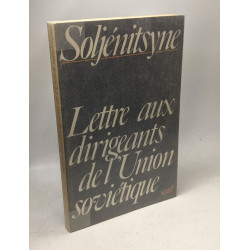 Soljénitsyne
Lettre aux
dirigeants
de l'Union
soviétique